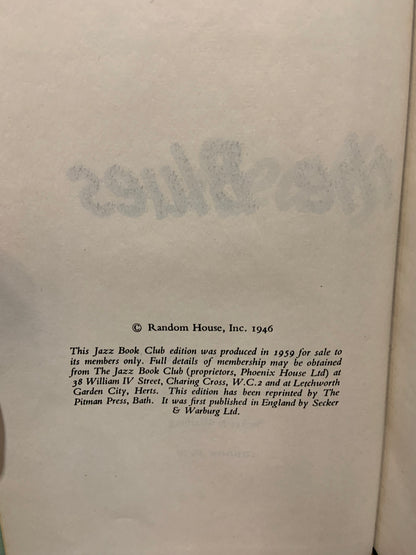 © Random House, Inc. 1946
This Jazz Book Club edition was produced in 1959 for sale to
its members only. Full details of membership may be obtained
from The Jazz Book Club (proprietors, Phoenix House Ltd) at
38 William IV Street, Charing Cross, W.C.2 and at Letchworth
Garden City, Herts. This edition has been reprinted by The
Pitman Press, Bath. It was first published in England by Secker
& Warburg Ltd.